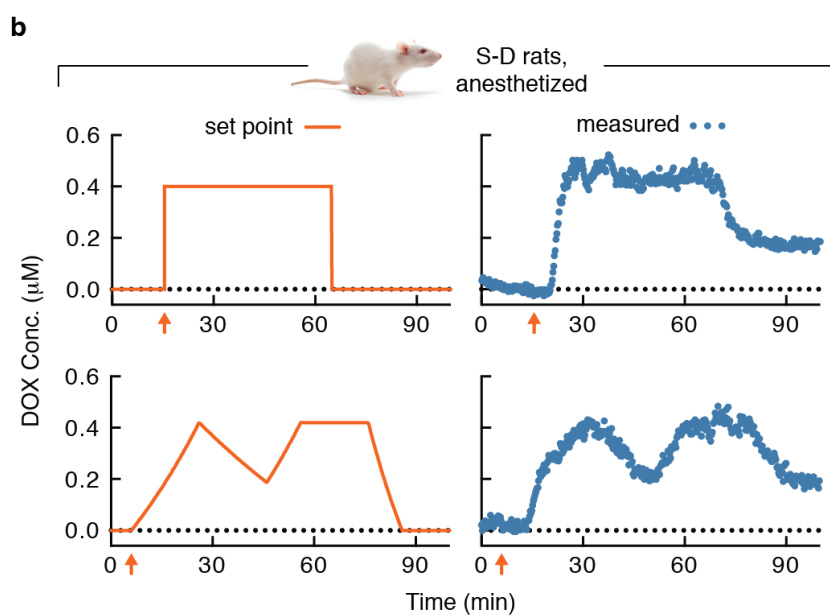 b
S-D rats,
anesthetized
set point
measured
0.6
0.4
0.2
0.0
0 30 60 90
0 30 60 90
0.6
0.4
0.2
0.0
0 30 60 90
0 30 60 90
DOX Conc. (μM)
Time (min)